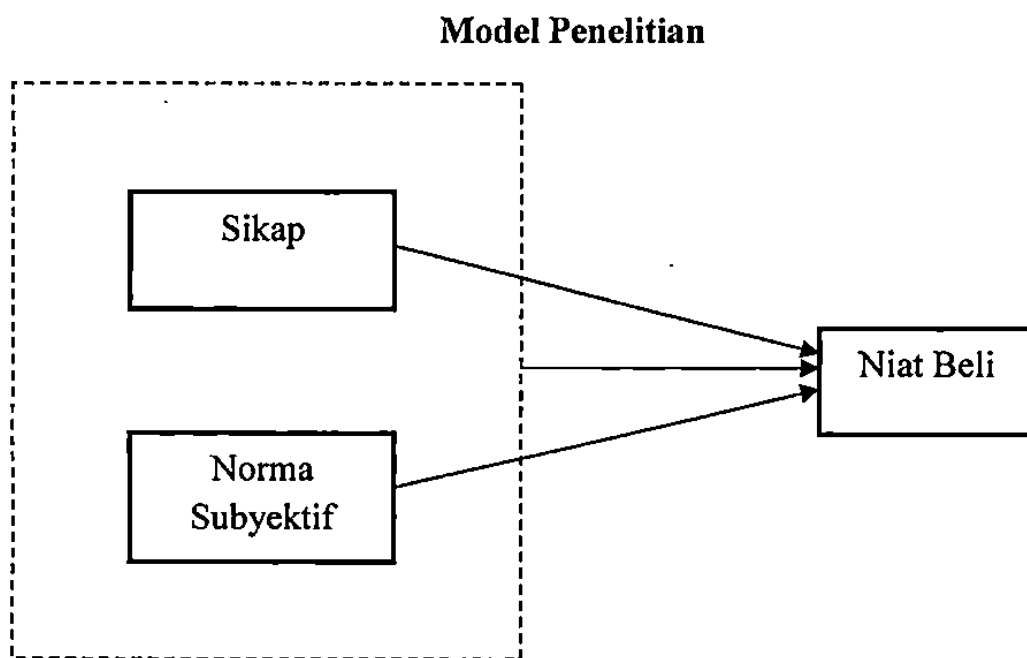 Model Penelitian
Sikap
Niat Beli
Norma
Subyektif